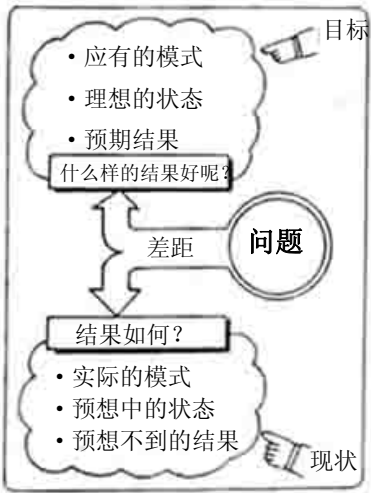 目标
·应有的模式
·理想的状态
·预期结果
什么样的结果好呢？
差距
问题
结果如何？
·实际的模式
·预想中的状态
·预想不到的结果
现状